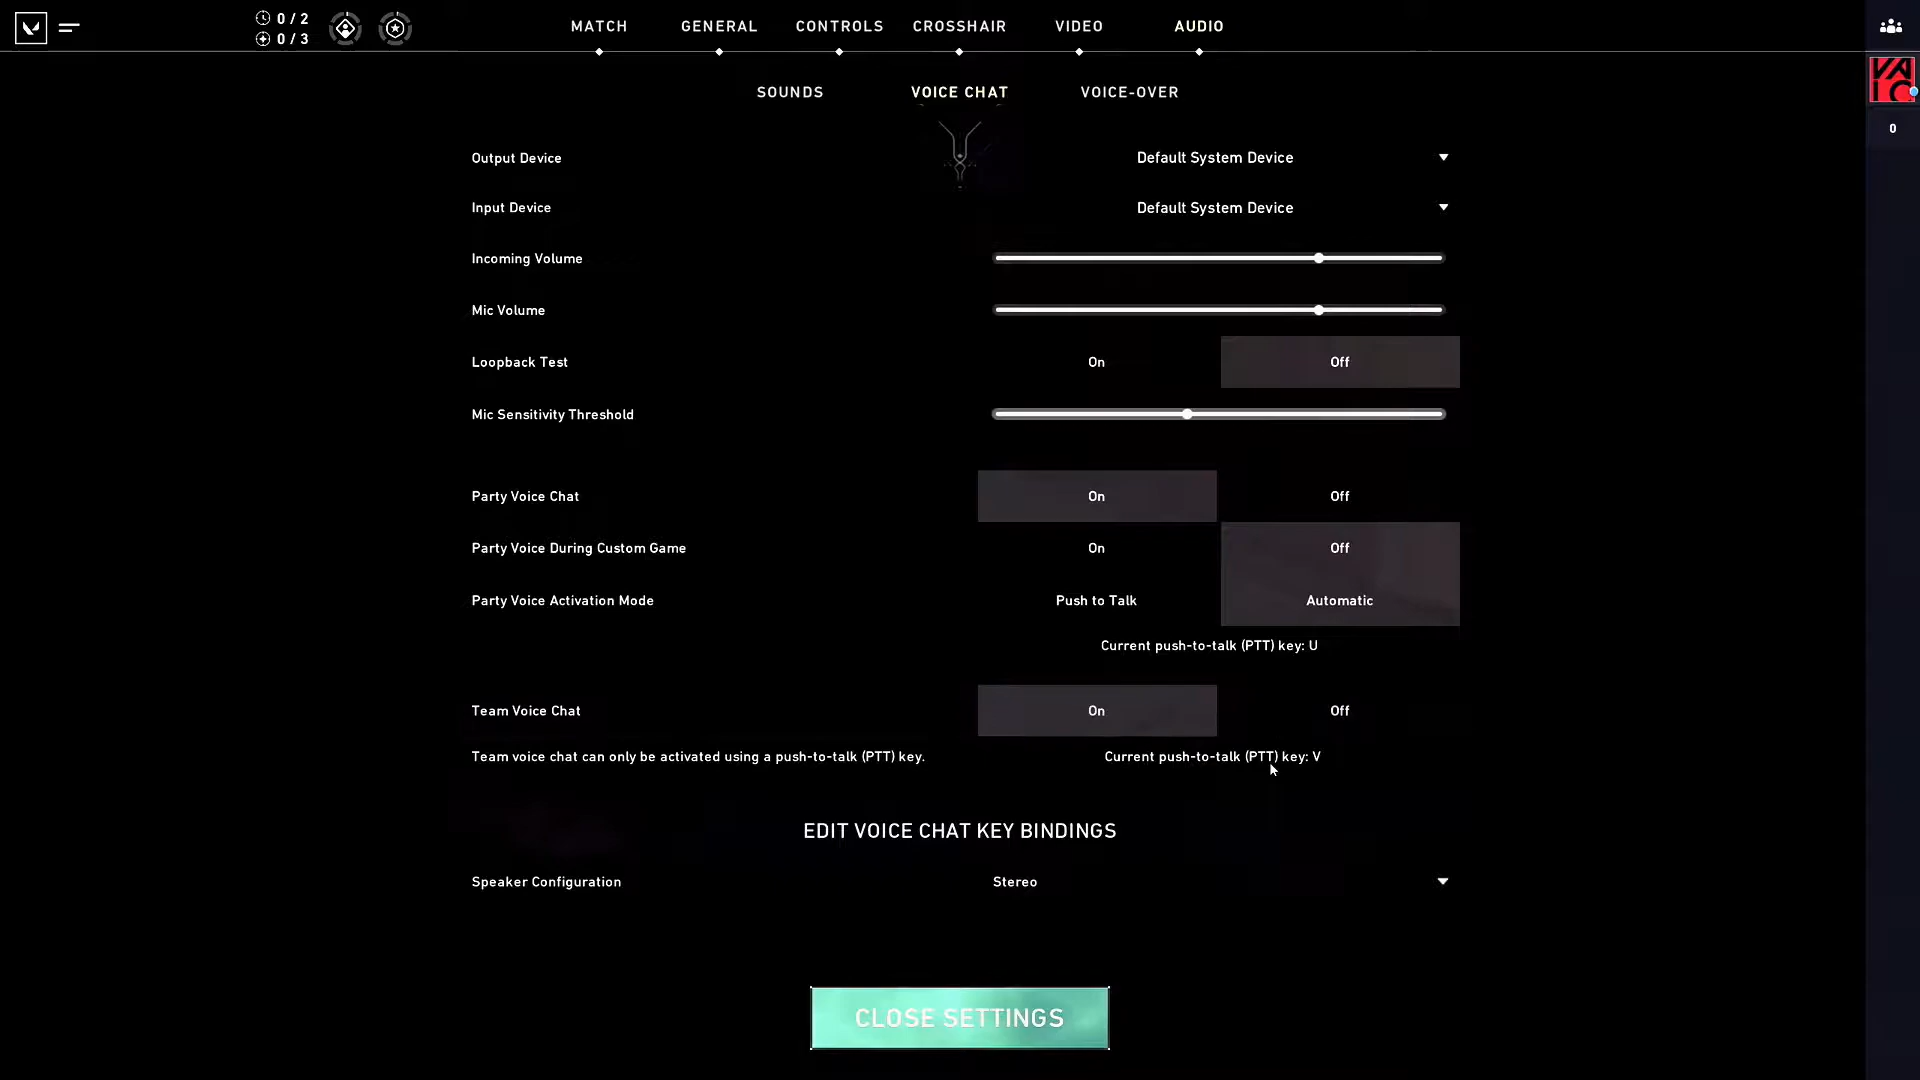 0 / 2
0 / 3
MATCH
GENERAL
CONTROLS
CROSSHAIR
VIDEO
AUDIO
SOUNDS
VOICE CHAT
VOICE-OVER
0
Output Device
Default System Device
Input Device
Default System Device
Incoming Volume
Mic Volume
Loopback Test
On
Off
Mic Sensitivity Threshold
Party Voice Chat
On
Off
Party Voice During Custom Game
On
Off
Party Voice Activation Mode
Push to Talk
Automatic
Current push-to-talk (PTT) key: U
Team Voice Chat
On
Off
Team voice chat can only be activated using a push-to-talk (PTT) key.
Current push-to-talk (PTT) key: V
EDIT VOICE CHAT KEY BINDINGS
Speaker Configuration
Stereo
CLOSE SETTINGS